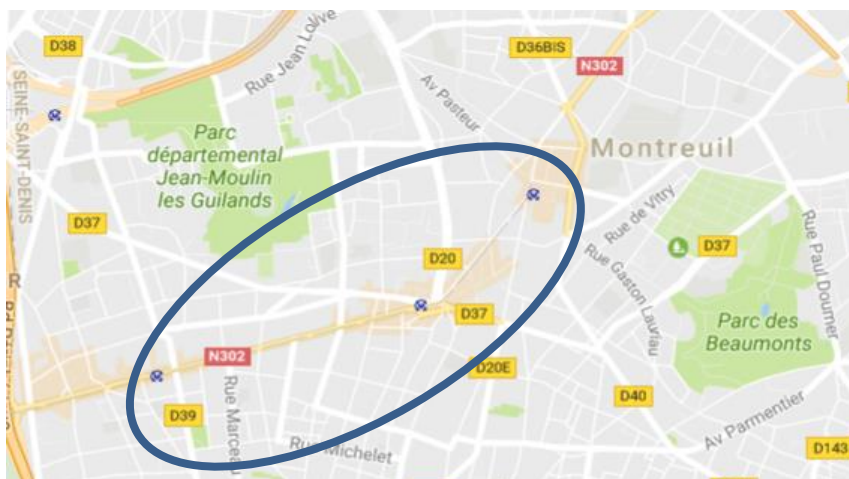 D38
Rue Jean Lolive
D36BIS
N302
SEINE-SAINT-DENIS
Av Pasteur
Parc
départemental
Jean-Moulin
les Guilands
Montreuil
D37
Rue de Vitry
D37
Rue Paul Doumer
R
D20
Rue Gaston Lauriau
D37
Parc des
Beaumonts
N302
D20E
D39
Rue Marceau
D40
Av Parmentier
Rue Michelet
D143